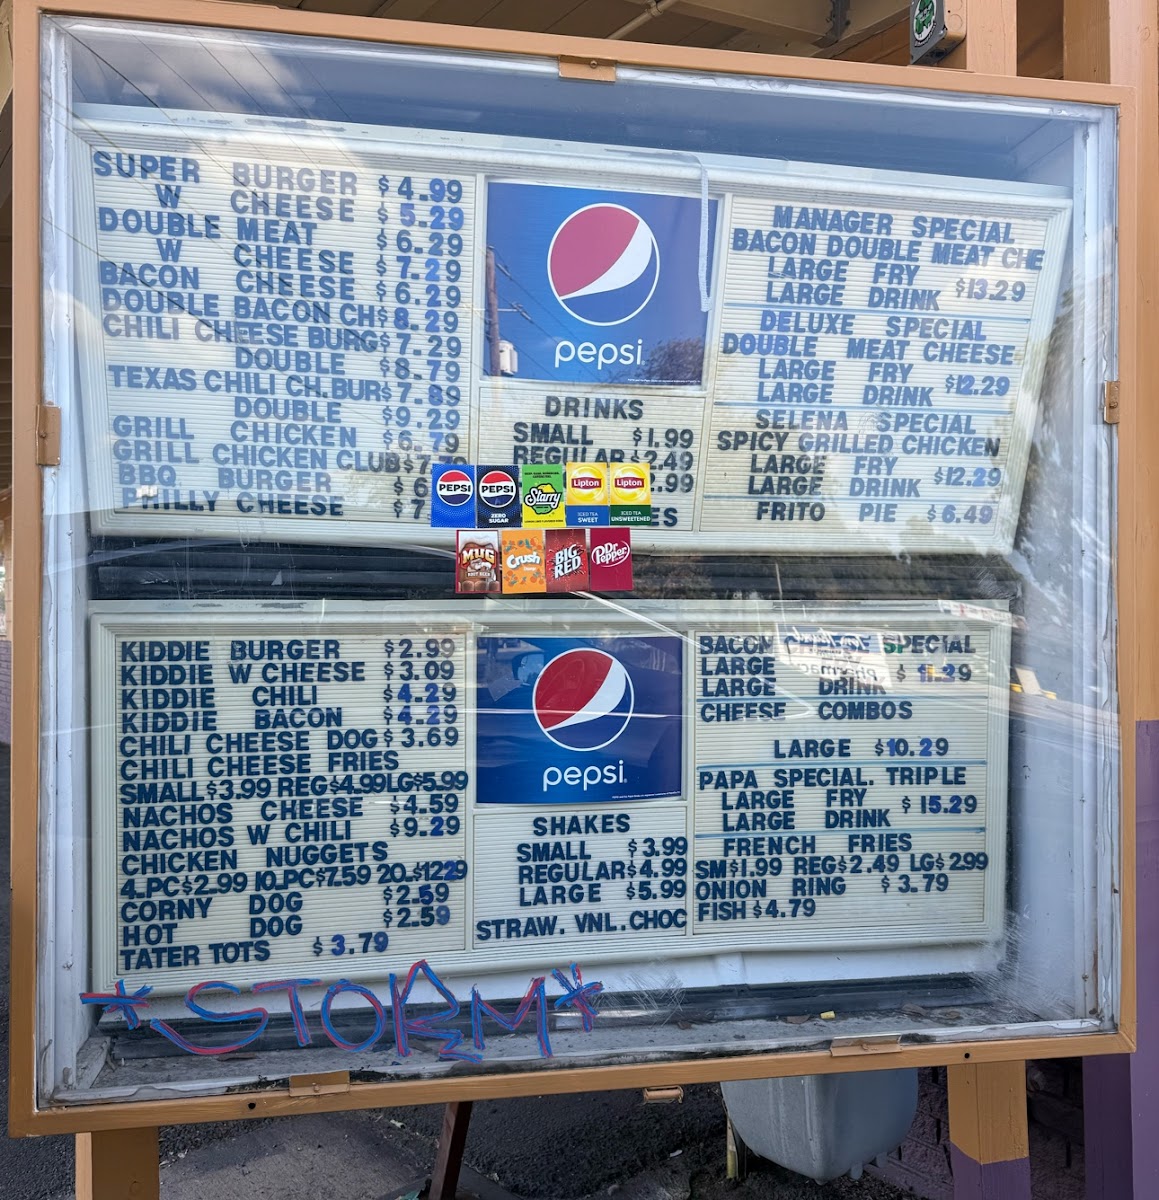 SUPER BURGER $4.99
W CHEESE $5.29
DOUBLE MEAT $6.29
W CHEESE $7.29
BACON CHEESE $6.29
DOUBLE BACON CH$8.29
CHILI CHEESE BURG$7.29
DOUBLE $8.79
TEXAS CHILI CH.BUR$7.89
DOUBLE $9.29
GRILL CHICKEN $6.79
GRILL CHICKEN CLUB$7.
BBQ BURGER $6
PHILLY CHEESE $7
pepsi
DRINKS
SMALL $1.99
REGULAR$2.49
.99
ES
MANAGER SPECIAL
BACON DOUBLE MEAT CHE
LARGE FRY
LARGE DRINK $13.29
DELUXE SPECIAL
DOUBLE MEAT CHEESE
LARGE FRY
LARGE DRINK $12.29
SELENA SPECIAL
SPICY GRILLED CHICKEN
LARGE FRY
LARGE DRINK $12.29
FRITO PIE $6.49
PEPSI
PEPSI
ZERO SUGAR
Starry
Lipton
ICED TEA
SWEET
Lipton
ICED TEA
UNSWEETENED
MUG
ROOT BEER
Crush
BIG RED
Dr Pepper
KIDDIE BURGER $2.99
KIDDIE W CHEESE $3.09
KIDDIE CHILI $4.29
KIDDIE BACON $4.29
CHILI CHEESE DOG $3.69
CHILI CHEESE FRIES
SMALL$3.99 REG$4.99LG$5.99
NACHOS CHEESE $4.59
NACHOS W CHILI $9.29
CHICKEN NUGGETS
4.PC$2.99 10.PC$7.59 20.$12.29
CORNY DOG $2.59
HOT DOG $2.59
TATER TOTS $3.79
pepsi
SHAKES
SMALL $3.99
REGULAR$4.99
LARGE $5.99
STRAW. VNL.CHOC
BACON CHEESE SPECIAL
LARGE $11.29
LARGE DRINK
CHEESE COMBOS
LARGE $10.29
PAPA SPECIAL. TRIPLE
LARGE FRY
LARGE DRINK $15.29
FRENCH FRIES
SM$1.99 REG$2.49 LG$2.99
ONION RING $3.79
FISH $4.79
*STORM*